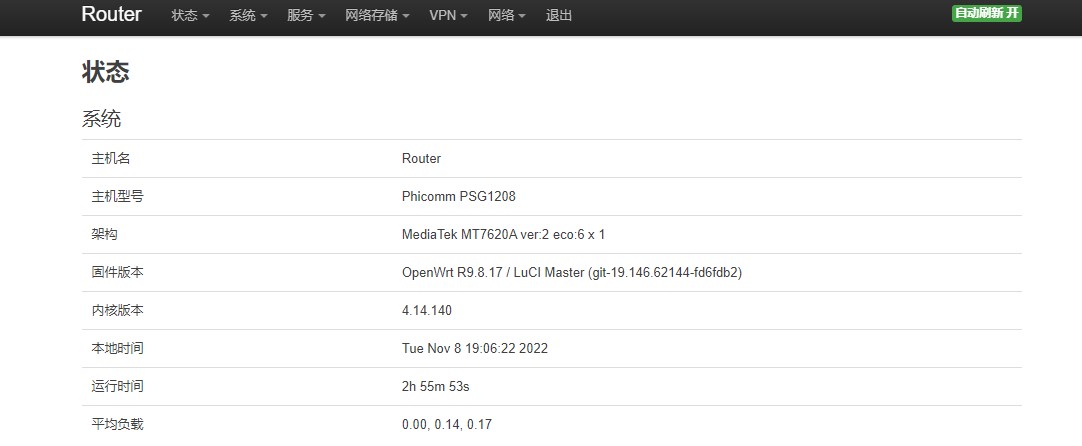 Router 状态 系统 服务 网络存储 VPN 网络 退出 自动刷新 开
状态
系统
主机名 Router
主机型号 Phicomm PSG1208
架构 MediaTek MT7620A ver:2 eco:6 x 1
固件版本 OpenWrt R9.8.17 / LuCI Master (git-19.146.62144-fd6fdb2)
内核版本 4.14.140
本地时间 Tue Nov 8 19:06:22 2022
运行时间 2h 55m 53s
平均负载 0.00, 0.14, 0.17